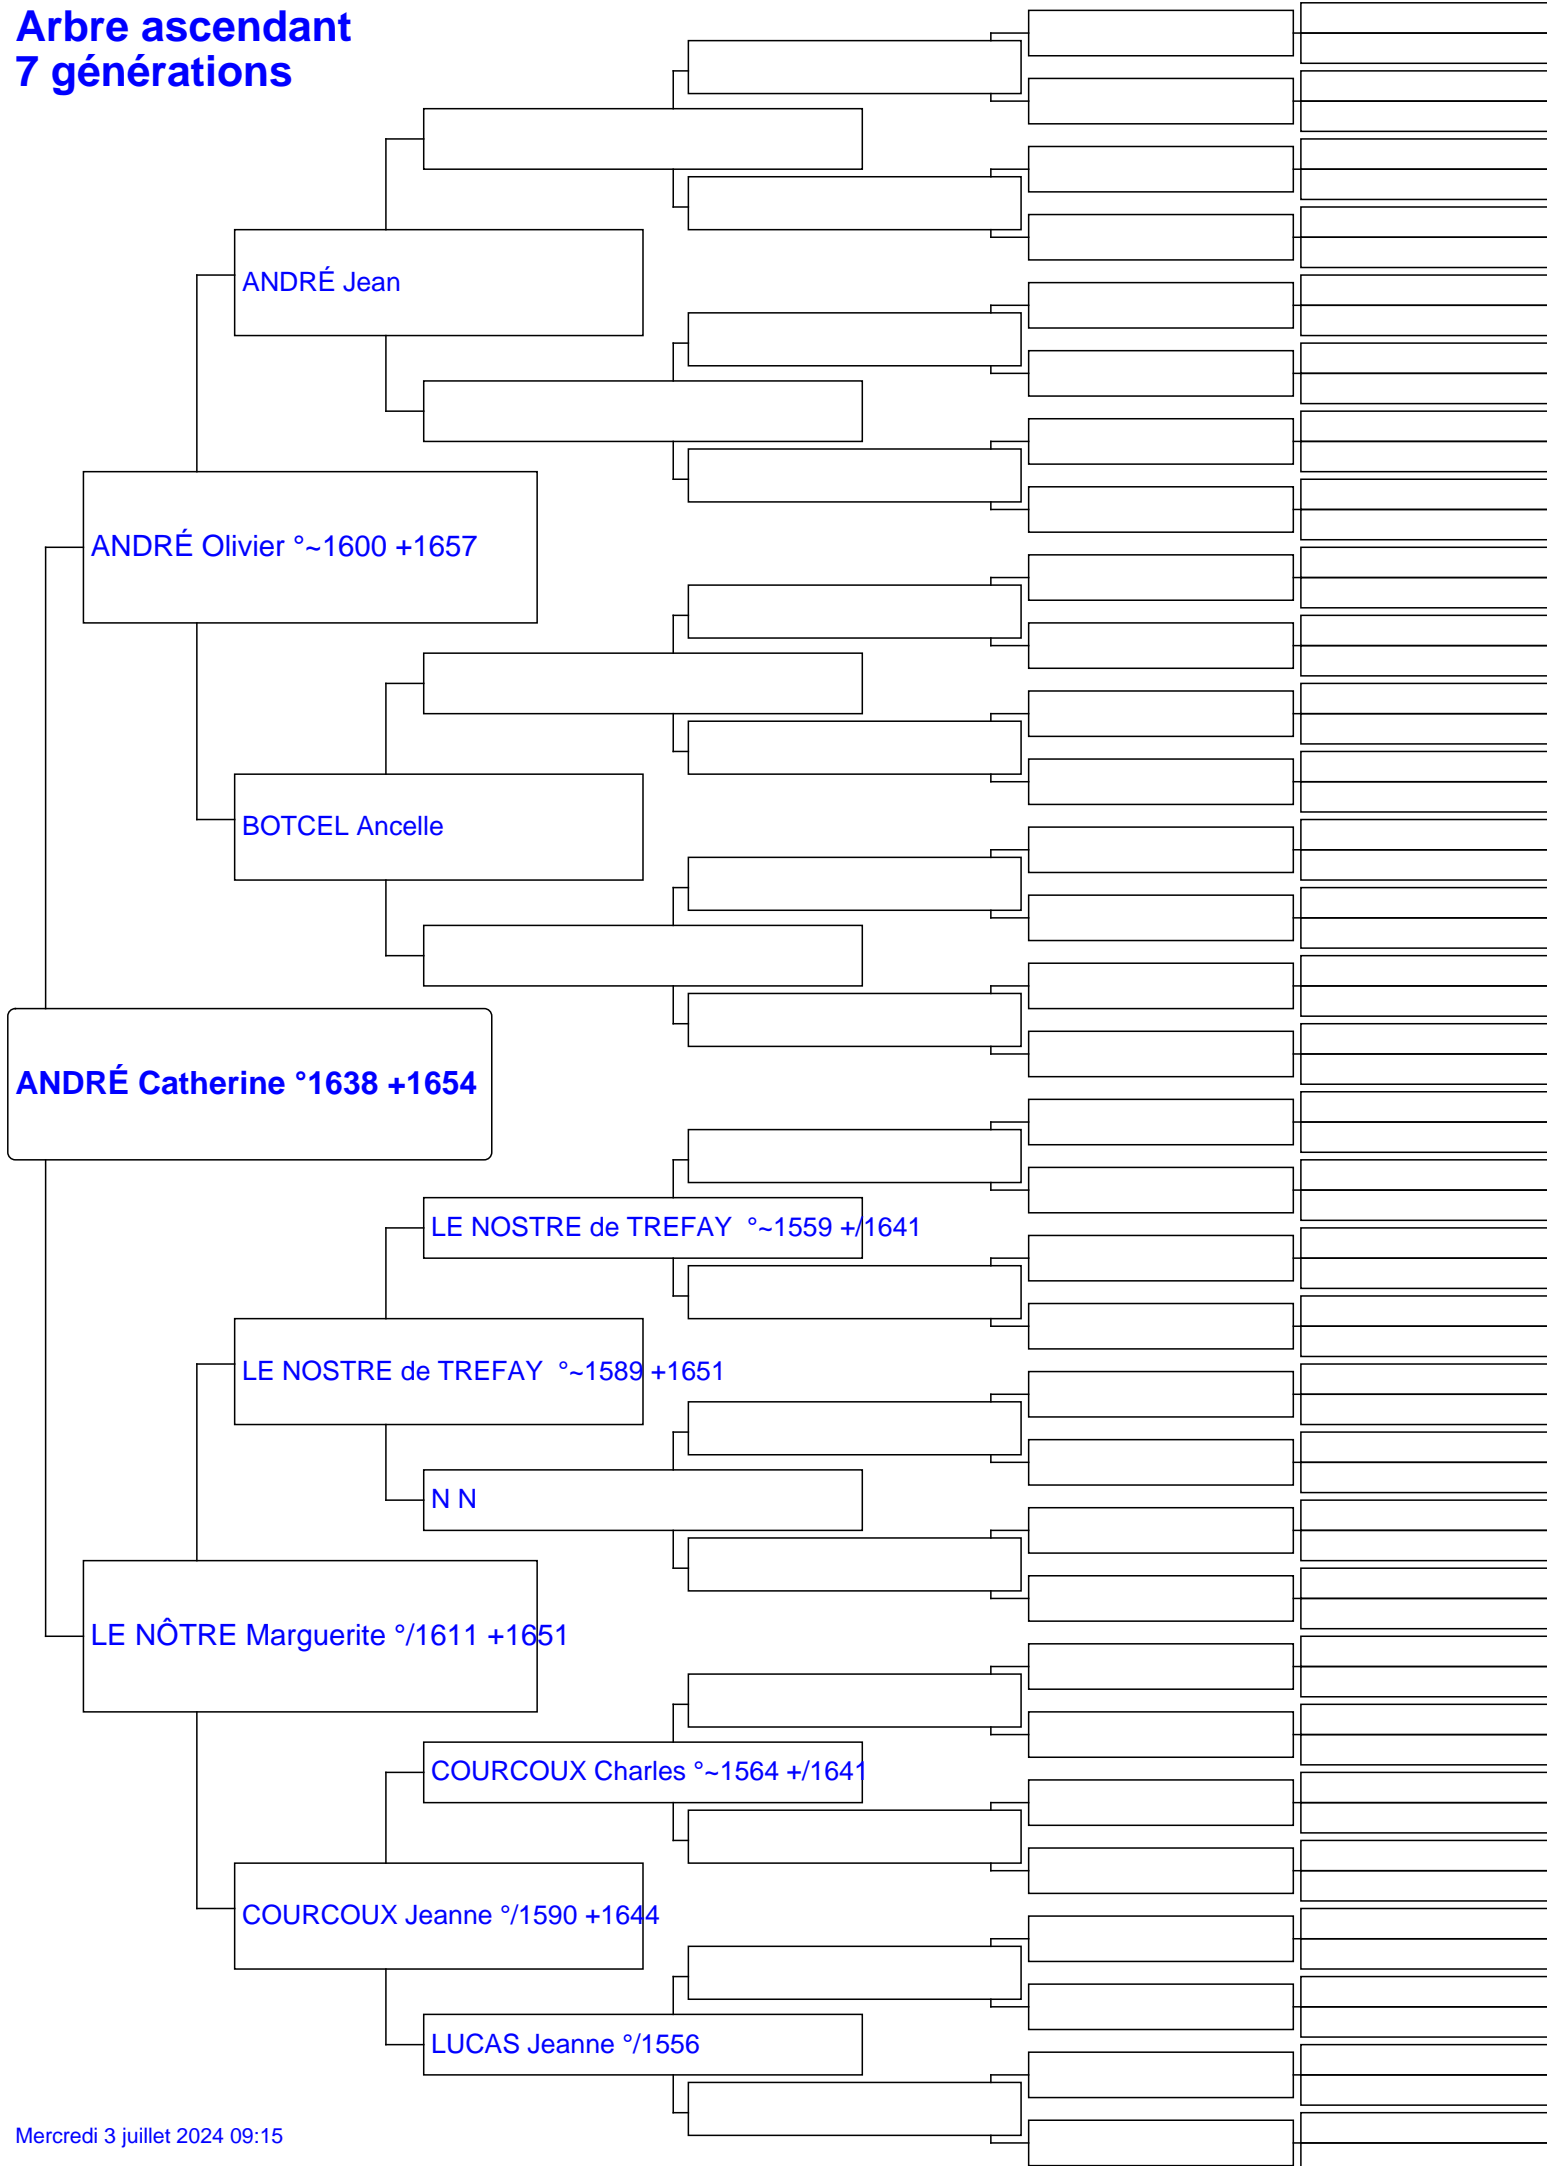 Arbre ascendant
7 générations
ANDRÉ Jean
ANDRÉ Olivier °~1600 +1657
BOTCEL Ancelle
ANDRÉ Catherine °1638 +1654
LE NOSTRE de TREFAY  °~1559 +/1641
LE NOSTRE de TREFAY  °~1589 +1651
N N
LE NÔTRE Marguerite °/1611 +1651
COURCOUX Charles °~1564 +/1641
COURCOUX Jeanne °/1590 +1644
LUCAS Jeanne °/1556
Mercredi 3 juillet 2024 09:15